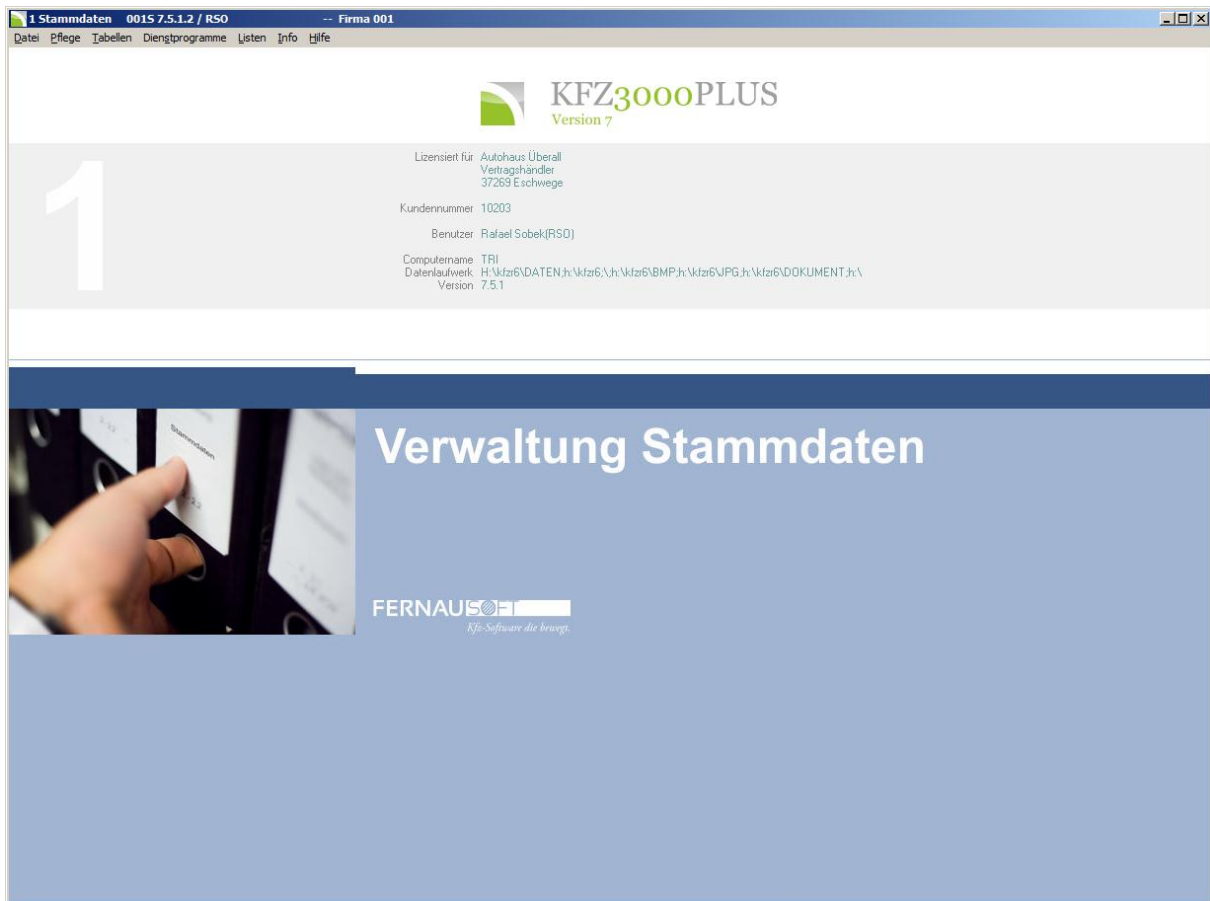 1 Stammdaten 001S 7.5.1.2 / RSO -- Firma 001
Datei Pflege Tabellen Dienstprogramme Listen Info Hilfe
KFZ3000PLUS
Version 7
1
Lizensiert für Autohaus Überall
Vertragshändler
37269 Eschwege
Kundennummer 10203
Benutzer Rafael Sobek(RSO)
Computername TRI
Datenlaufwerk H:\kfzr6\DATEN;h:\kfzr6;\;h:\kfzr6\BMP;h:\kfzr6\JPG;h:\kfzr6\DOKUMENT;h:\
Version 7.5.1
Stammdaten
Verwaltung Stammdaten
FERNAUSOFT
Kfz-Software die bewegt.